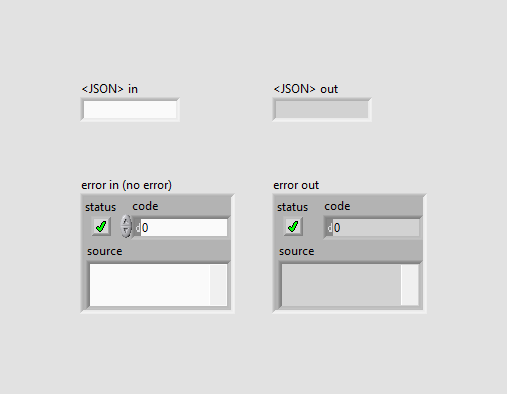 <JSON> in
<JSON> out
error in (no error)
error out
status code
d 0
source
status code
d 0
source